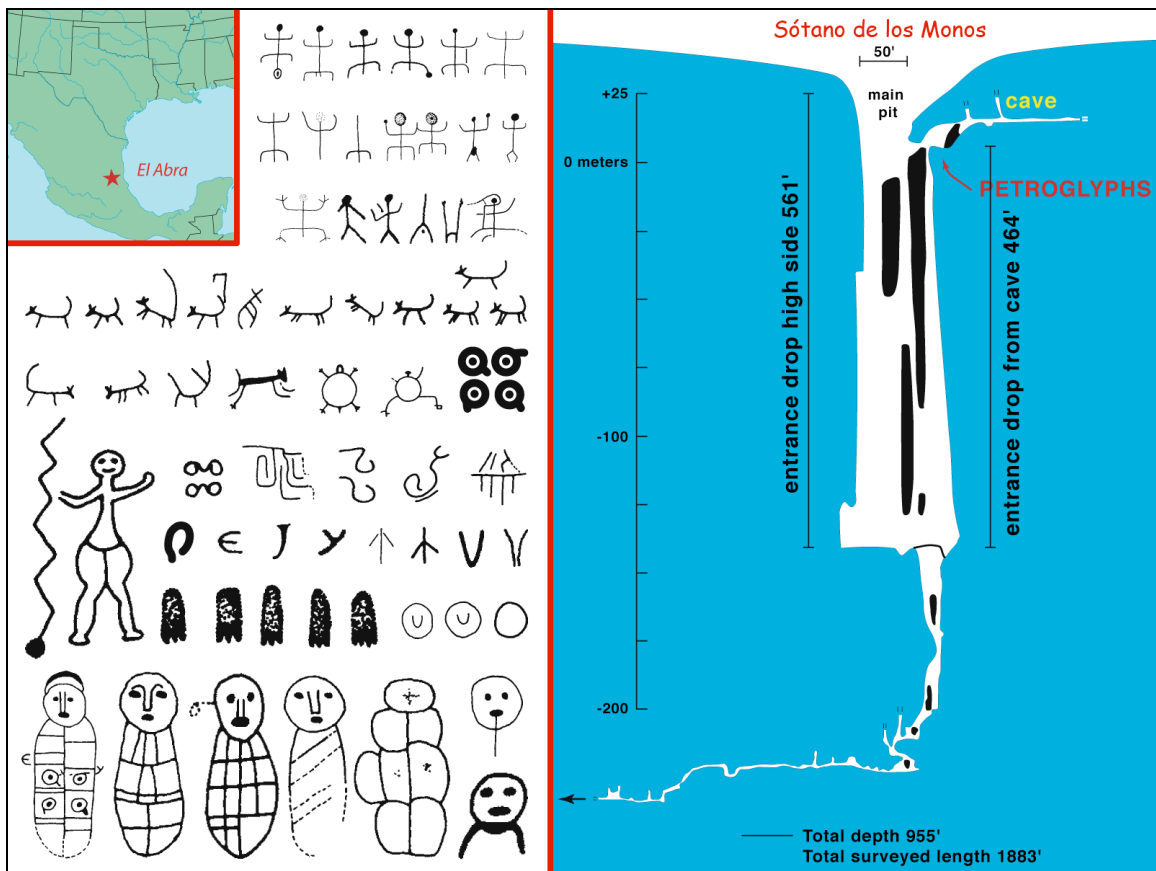 El Abra
Sótano de los Monos
50'
+25
main
pit
cave
0 meters
PETROGLYPHS
entrance drop high side 561'
entrance drop from cave 464'
-100
-200
Total depth 955'
Total surveyed length 1883'